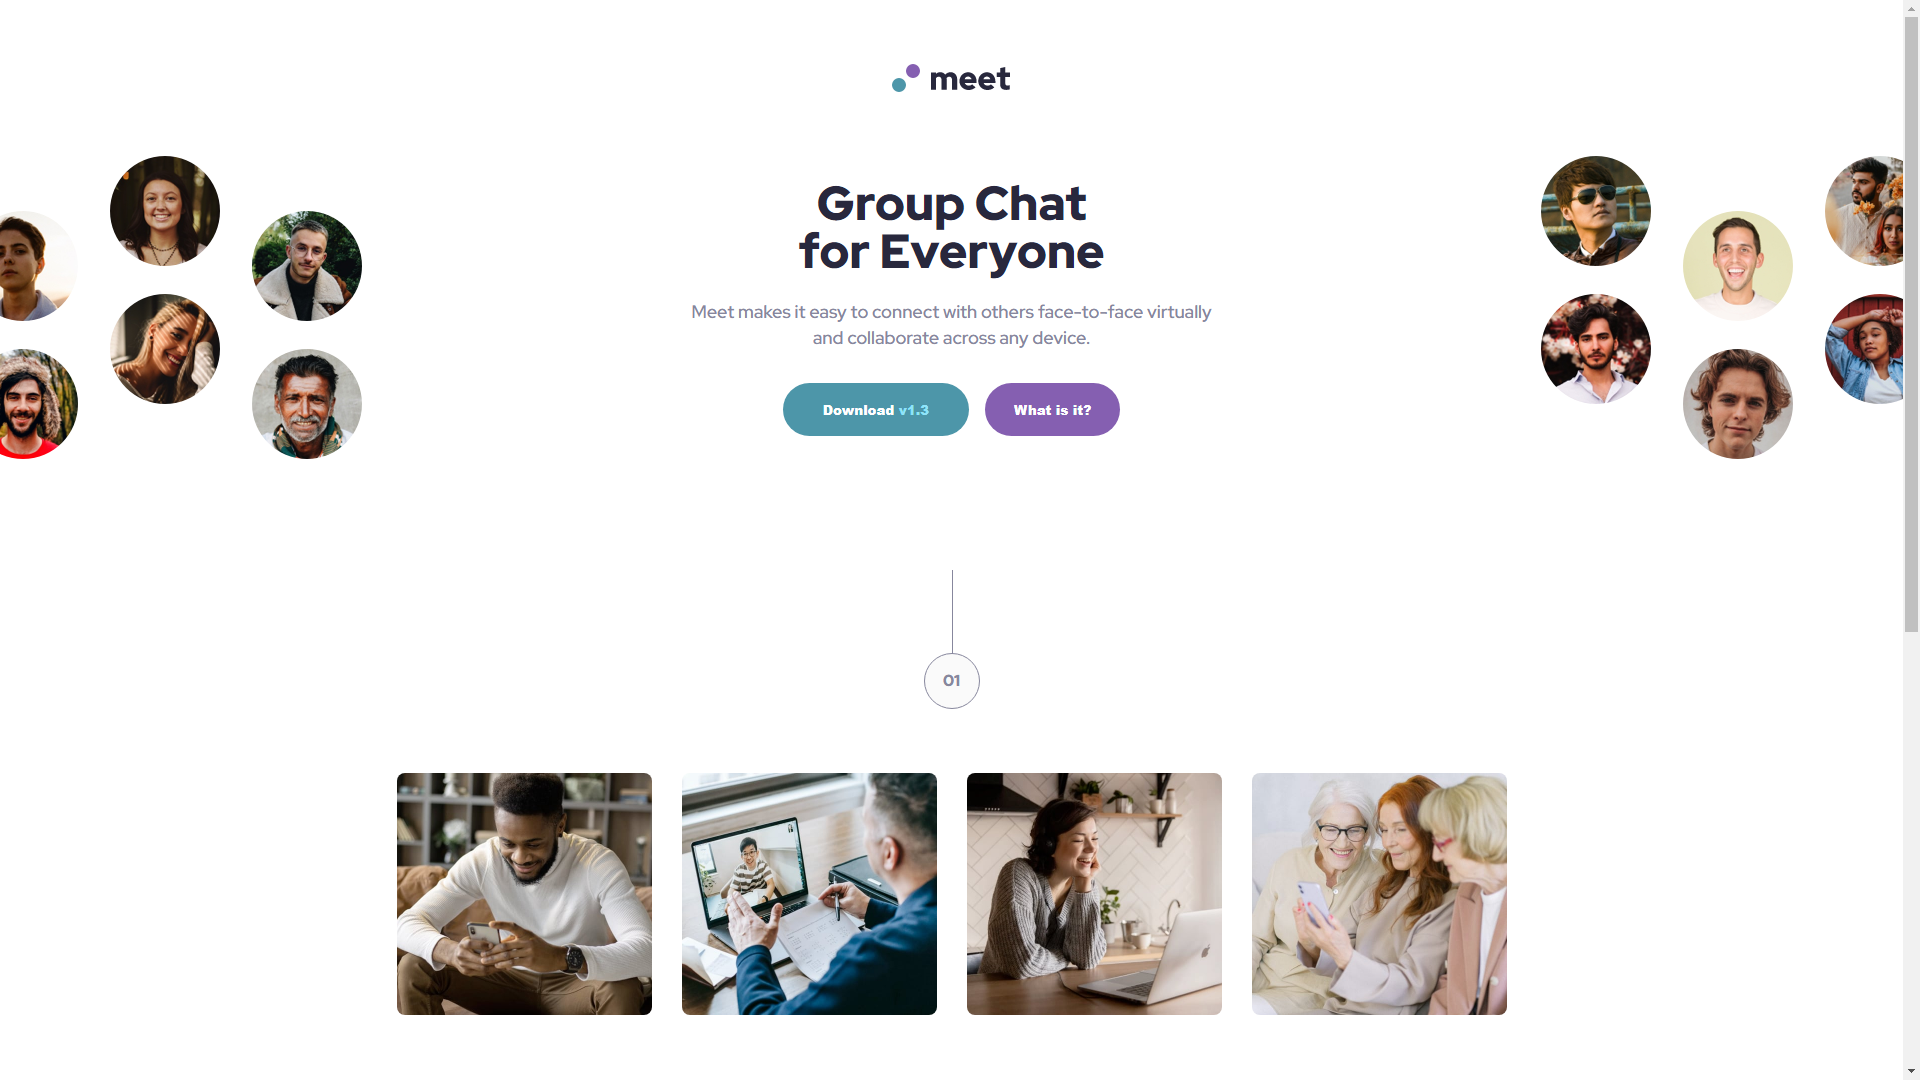 meet
Group Chat
for Everyone
Meet makes it easy to connect with others face-to-face virtually
and collaborate across any device.
Download v1.3
What is it?
01